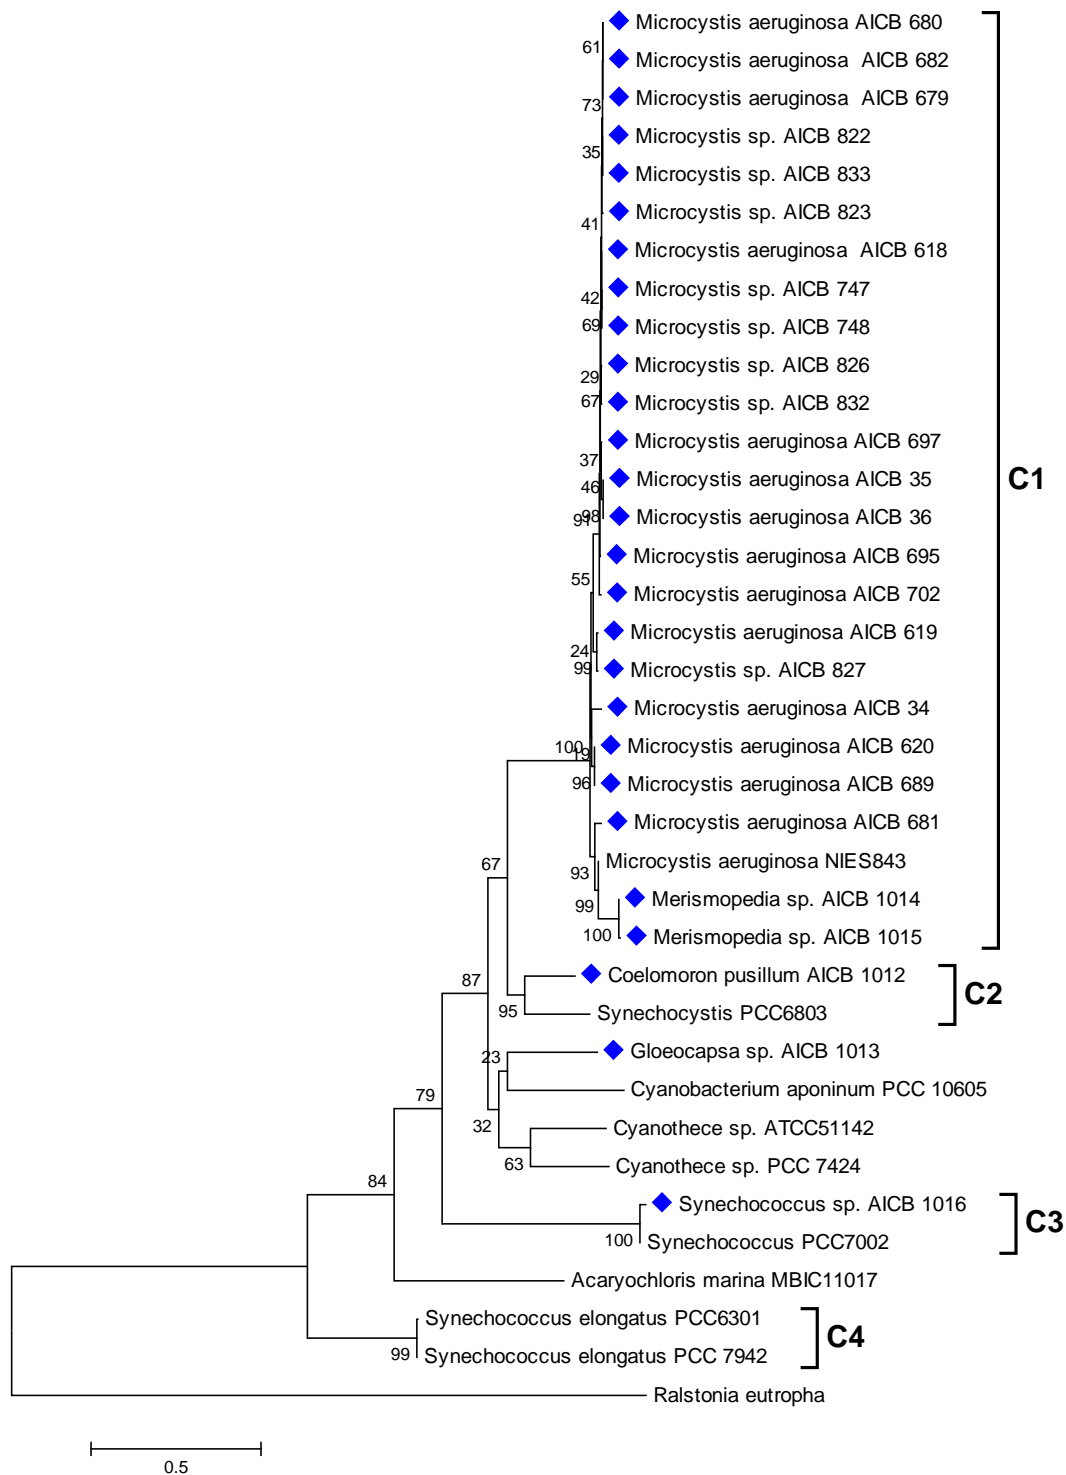 Microcystis aeruginosa AICB 680
61
Microcystis aeruginosa  AICB 682
Microcystis aeruginosa  AICB 679
73
Microcystis sp. AICB 822
35
Microcystis sp. AICB 833
Microcystis sp. AICB 823
41
Microcystis aeruginosa  AICB 618
Microcystis sp. AICB 747
42
Microcystis sp. AICB 748
69
Microcystis sp. AICB 826
29
Microcystis sp. AICB 832
67
Microcystis aeruginosa AICB 697
37
Microcystis aeruginosa AICB 35
C1
46
Microcystis aeruginosa AICB 36
98
91
Microcystis aeruginosa AICB 695
55
Microcystis aeruginosa AICB 702
Microcystis aeruginosa AICB 619
24
Microcystis sp. AICB 827
99
Microcystis aeruginosa AICB 34
Microcystis aeruginosa AICB 620
100
19
Microcystis aeruginosa AICB 689
96
Microcystis aeruginosa AICB 681
Microcystis aeruginosa NIES843
93
Merismopedia sp. AICB 1014
99
Merismopedia sp. AICB 1015
100
67
Coelomoron pusillum AICB 1012
87
C2
Synechocystis PCC6803
95
Gloeocapsa sp. AICB 1013
23
Cyanobacterium aponinum PCC 10605
79
Cyanothece sp. ATCC51142
32
Cyanothece sp. PCC 7424
63
84
Synechococcus sp. AICB 1016
C3
Synechococcus PCC7002
100
Acaryochloris marina MBIC11017
Synechococcus elongatus PCC6301
C4
Synechococcus elongatus PCC 7942
99
Ralstonia eutropha
0.5